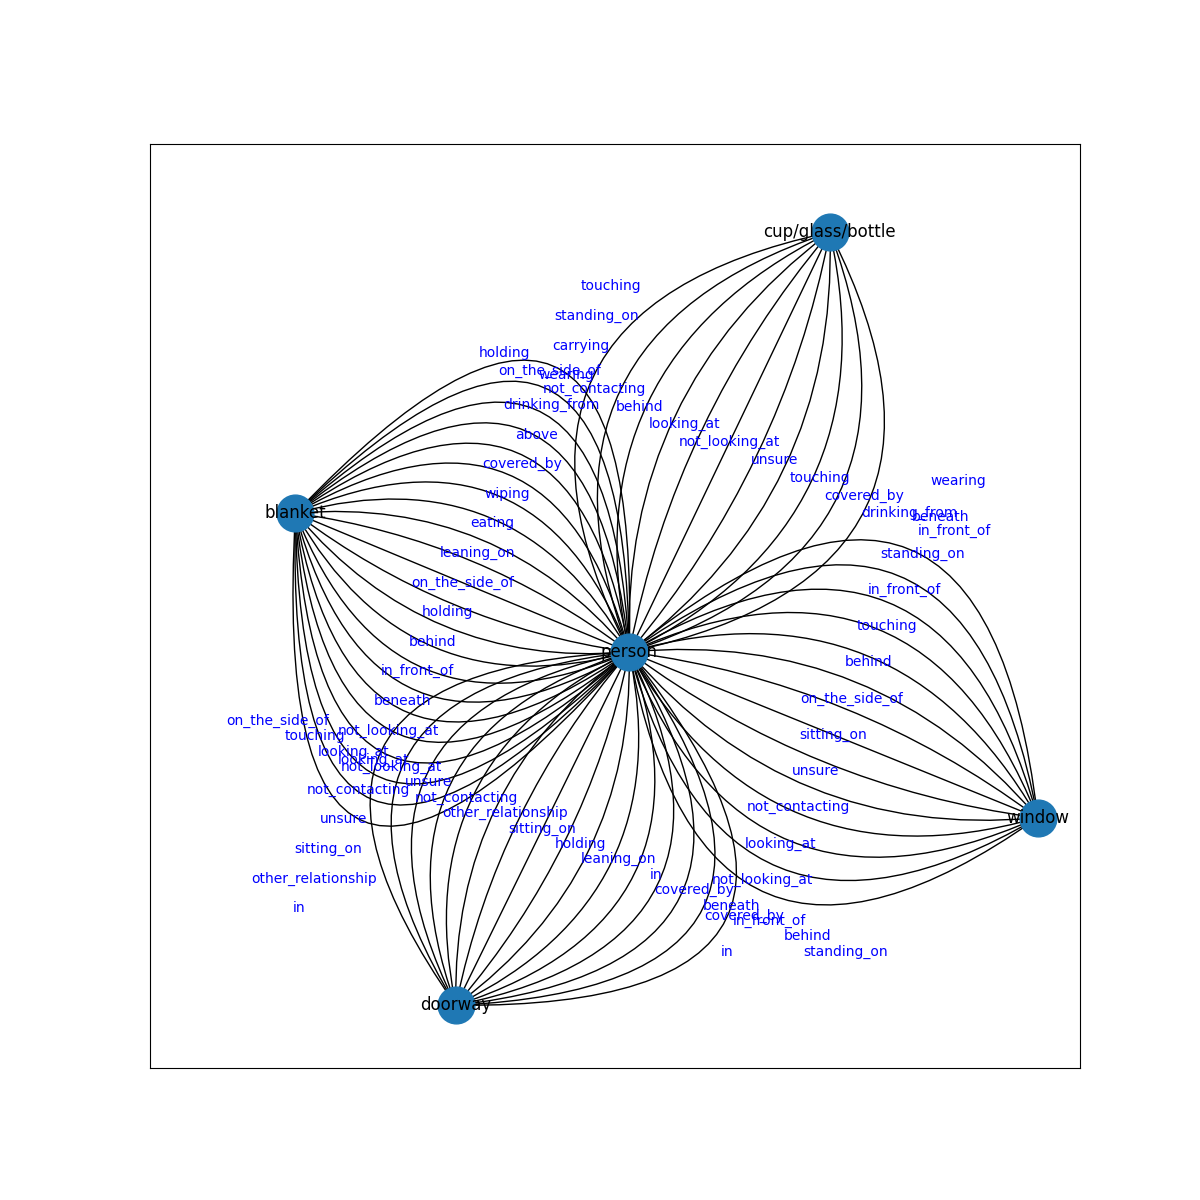 cup/glass/bottle
touching
standing_on
carrying
holding
on_the_side_of
wearing
not_contacting
drinking_from
behind
looking_at
above
not_looking_at
covered_by
unsure
touching
wearing
wiping
covered_by
blanket
drinking_from
beneath
eating
in_front_of
leaning_on
standing_on
on_the_side_of
in_front_of
holding
touching
behind
person
behind
in_front_of
on_the_side_of
beneath
on_the_side_of
not_looking_at
touching
sitting_on
looking_at
looking_at
not_looking_at
unsure
unsure
not_contacting
not_contacting
not_contacting
other_relationship
unsure
window
sitting_on
looking_at
holding
sitting_on
leaning_on
in
other_relationship
not_looking_at
covered_by
in
beneath
covered_by
in_front_of
behind
in
standing_on
doorway